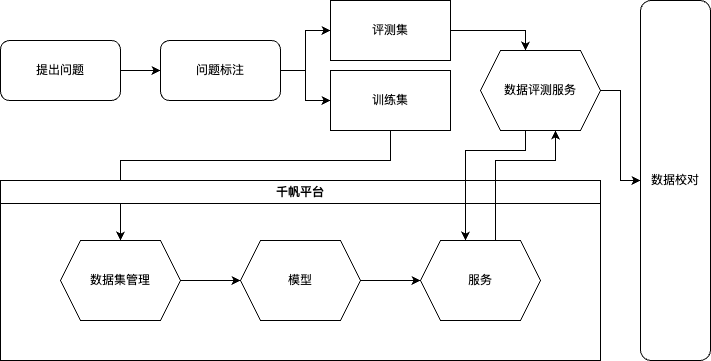 提出问题
问题标注
评测集
训练集
数据评测服务
数据校对
千帆平台
数据集管理
模型
服务